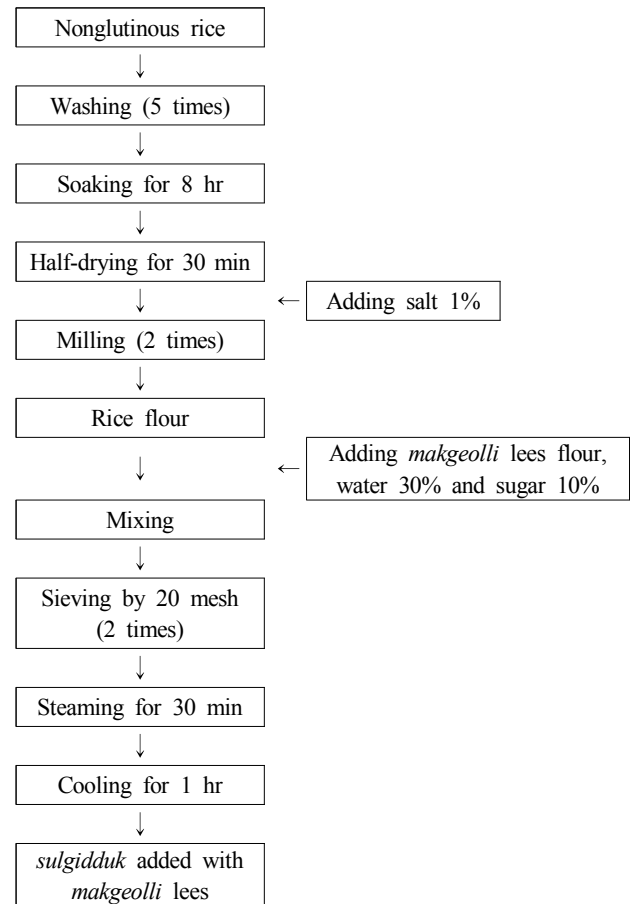 Nonglutinous rice
↓
Washing (5 times)
↓
Soaking for 8 hr
↓
Half-drying for 30 min
↓
← Adding salt 1%
Milling (2 times)
↓
Rice flour
↓
← Adding makgeolli lees flour,
water 30% and sugar 10%
Mixing
↓
Sieving by 20 mesh
(2 times)
↓
Steaming for 30 min
↓
Cooling for 1 hr
↓
sulgidduk added with
makgeolli lees